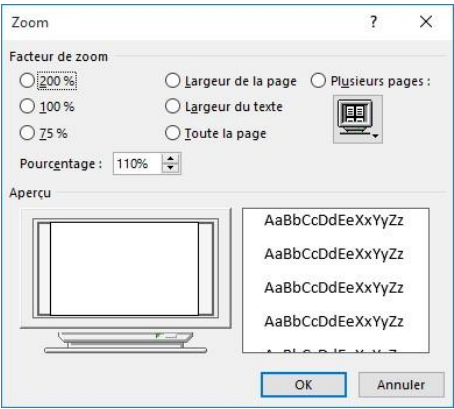 Zoom ? ×
Facteur de zoom
200 % Largeur de la page Plusieurs pages :
100 % Largeur du texte
75 % Toute la page
Pourcentage : 110%
Aperçu
AaBbCcDdEeXxYyZz
AaBbCcDdEeXxYyZz
AaBbCcDdEeXxYyZz
AaBbCcDdEeXxYyZz
OK Annuler